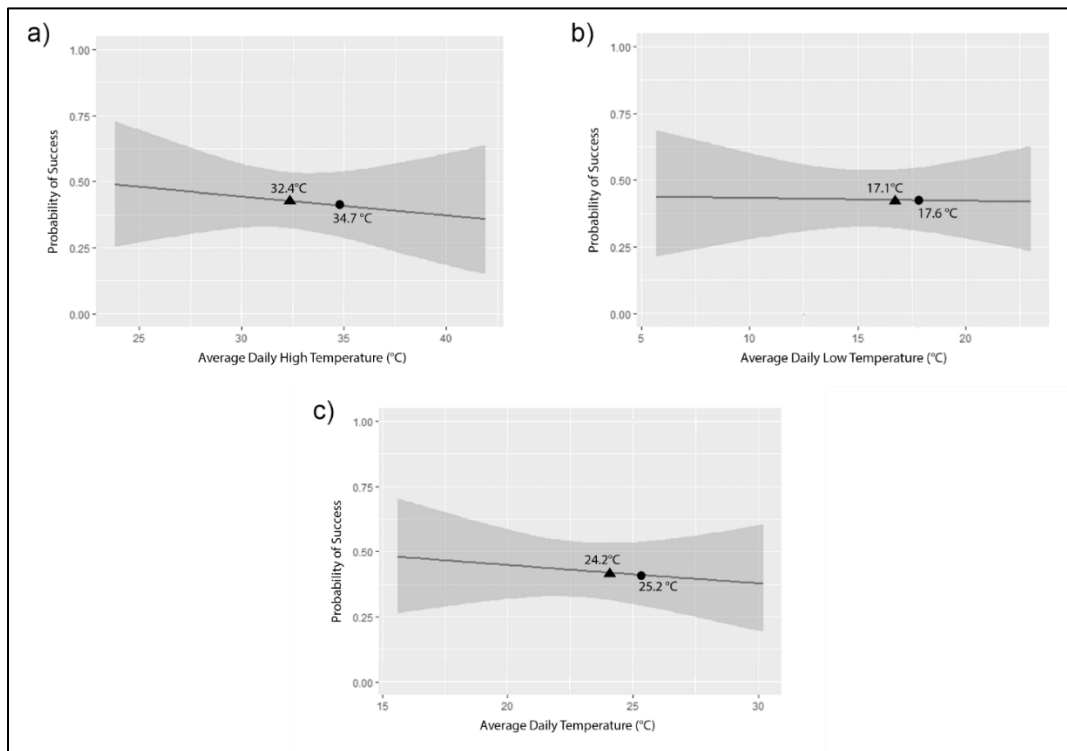 a)
1.00
0.75
0.50
0.25
0.00
Probability of Success
32.4°C
34.7 °C
25
30
35
40
Average Daily High Temperature (°C)
b)
1.00
0.75
0.50
0.25
0.00
Probability of Success
17.1°C
17.6 °C
5
10
15
20
Average Daily Low Temperature (°C)
c)
1.00
0.75
0.50
0.25
0.00
Probability of Success
24.2°C
25.2 °C
15
20
25
30
Average Daily Temperature (°C)